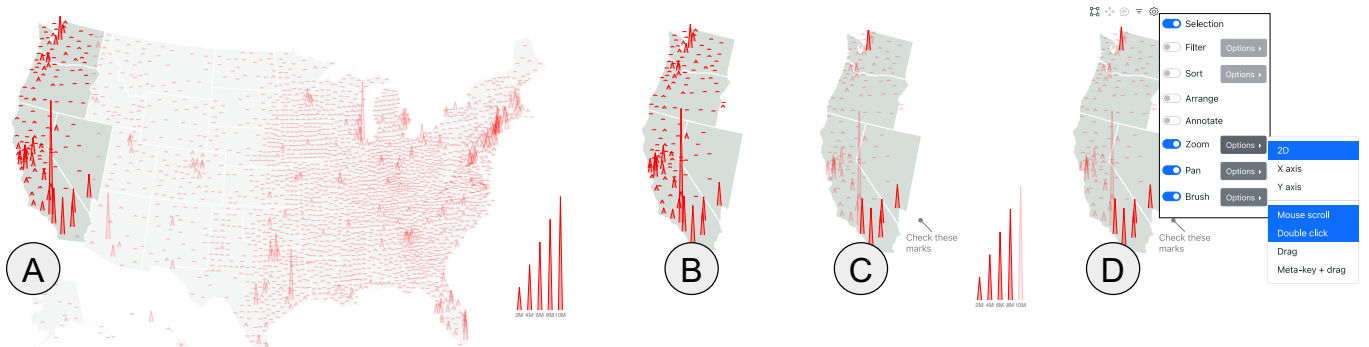 A
2M 4M 6M 8M 10M
B
C
Check these
marks
2M 4M 6M 8M 10M
D
Check these
marks
Selection
Filter Options
Sort Options
Arrange
Annotate
Zoom Options
Pan Options
Brush Options
2D
X axis
Y axis
Mouse scroll
Double click
Drag
Meta-key + drag